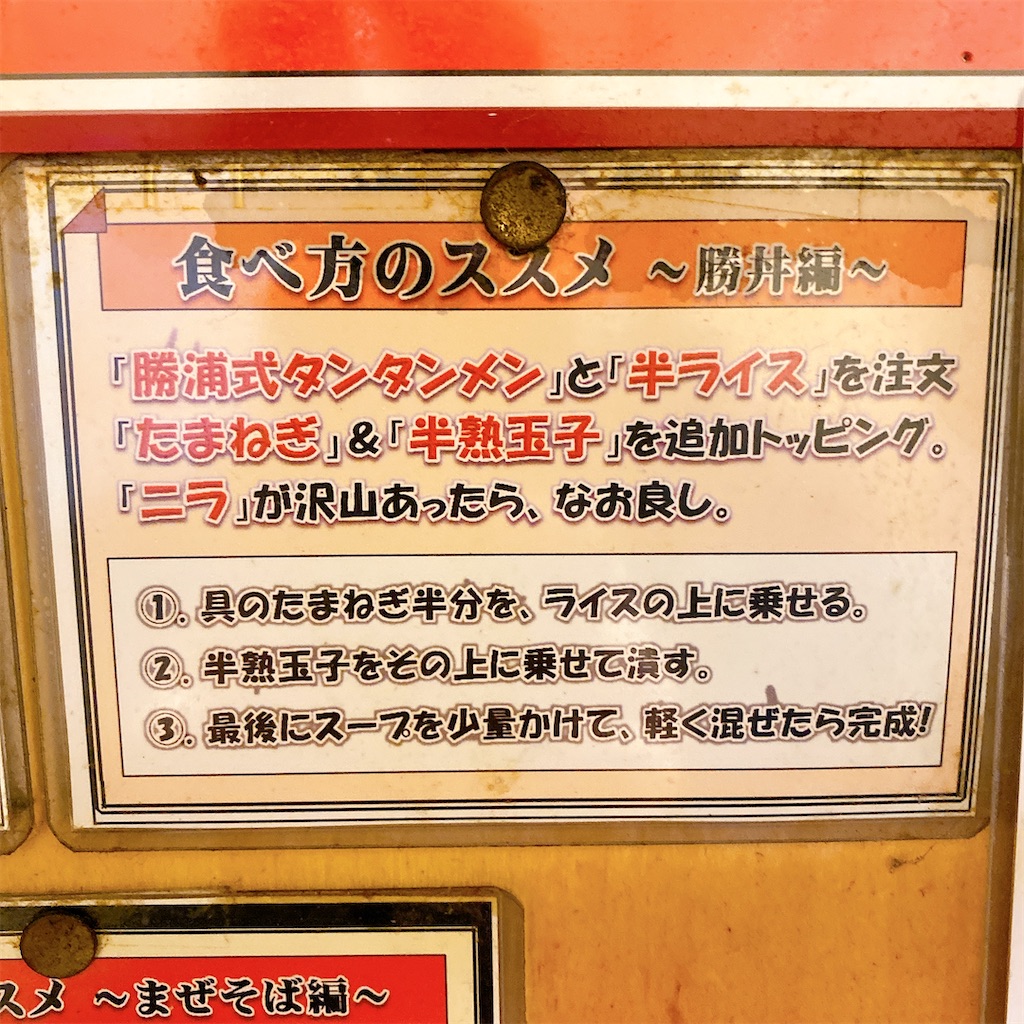 食べ方のススメ ～勝丼編～
「勝浦式タンタンメン」と「半ライス」を注文
「たまねぎ」&「半熟玉子」を追加トッピング。
「ニラ」が沢山あったら、なお良し。
①. 具のたまねぎ半分を、ライスの上に乗せる。
②. 半熟玉子をその上に乗せて潰す。
③. 最後にスープを少量かけて、軽く混ぜたら完成!
スメ ～まぜそば編～